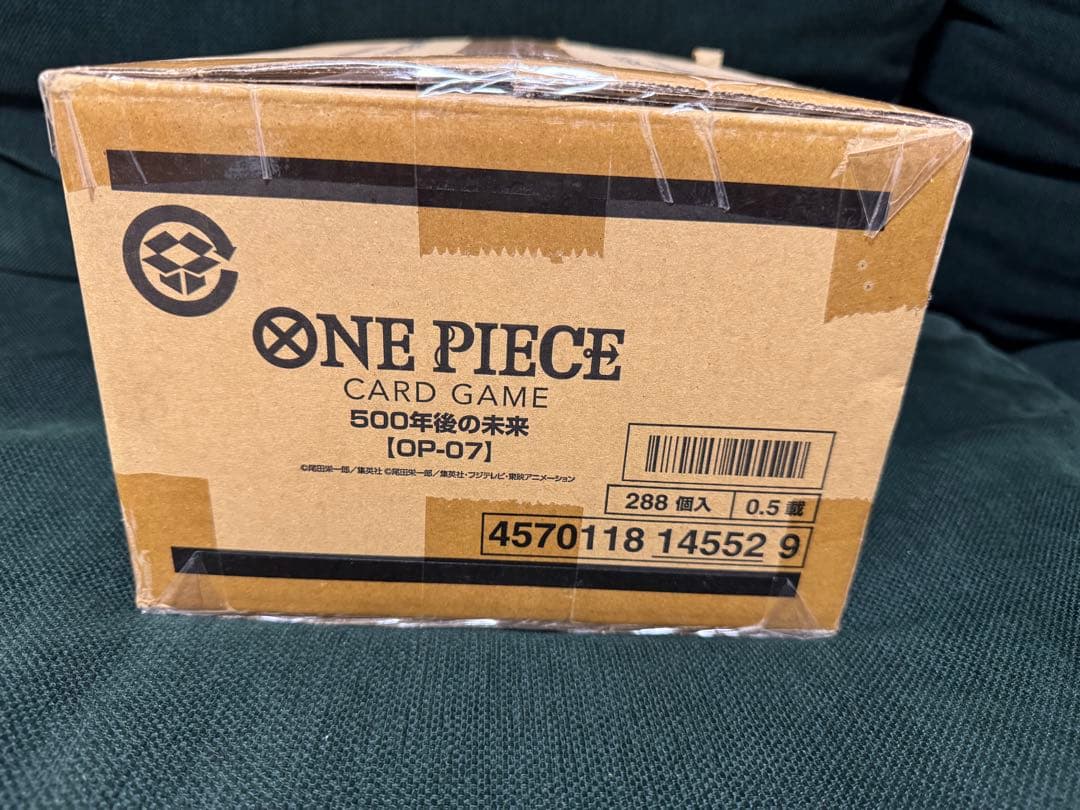 ONE PIECE
CARD GAME
500年後の未来
【OP-07】
©尾田栄一郎/集英社 ©尾田栄一郎/集英社・フジテレビ・東映アニメーション
288 個入
0.5 載
4570118 14552 9